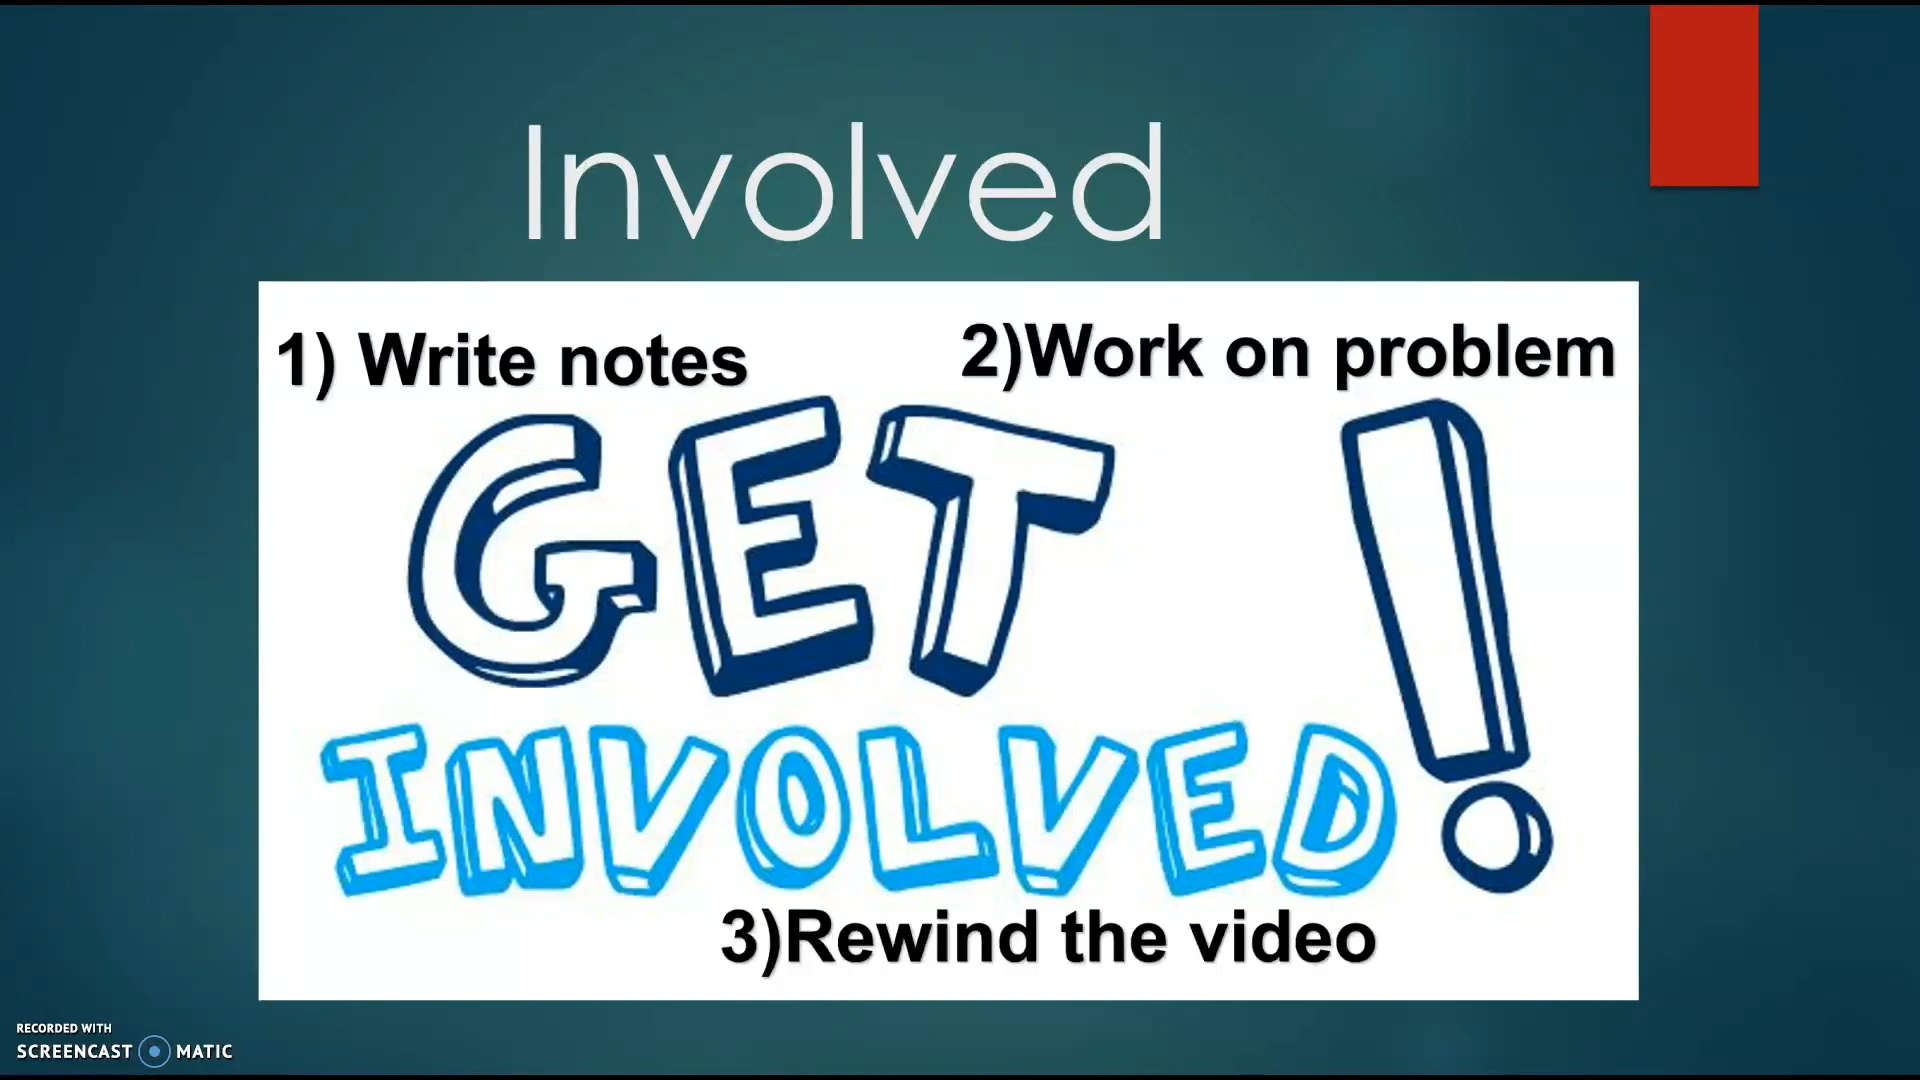 Involved
1) Write notes
2)Work on problem
GET !
INVOLVED
3)Rewind the video
RECORDED WITH
SCREENCAST MATIC